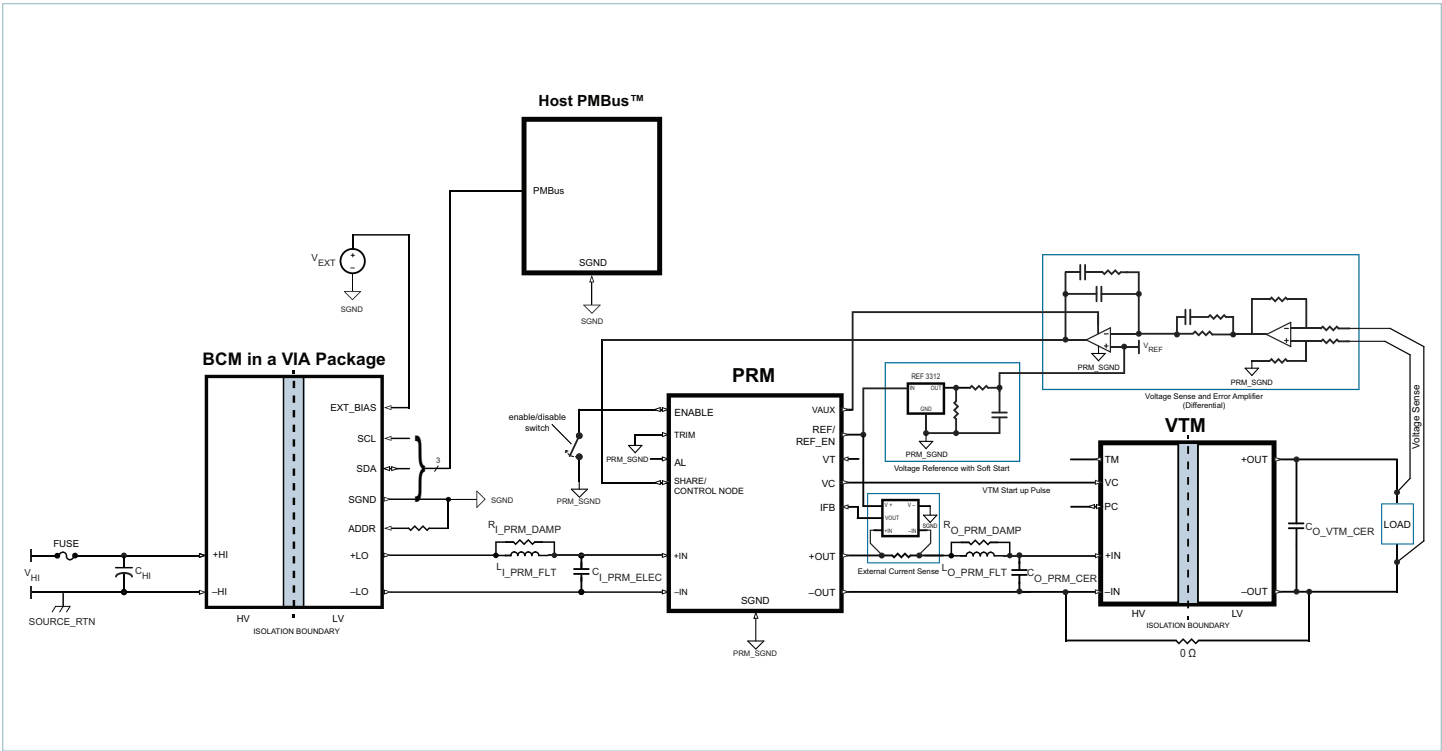 Host PMBus™
PMBus
SGND
SGND
V_EXT
+
–
SGND
BCM in a VIA Package
EXT_BIAS
SCL
SDA
SGND
ADDR
+LO
–LO
+HI
–HI
3
SGND
FUSE
V_HI
C_HI
SOURCE_RTN
HV
LV
ISOLATION BOUNDARY
R_I_PRM_DAMP
L_I_PRM_FLT
C_I_PRM_ELEC
enable/disable
switch
PRM_SGND
PRM_SGND
PRM
ENABLE
TRIM
AL
SHARE/
CONTROL NODE
+IN
–IN
VAUX
REF/
REF_EN
VT
VC
IFB
+OUT
–OUT
SGND
PRM_SGND
REF 3312
IN
OUT
GND
PRM_SGND
Voltage Reference with Soft Start
VTM Start up Pulse
V +
V –
VOUT
+IN
–IN
SGND
External Current Sense
R_O_PRM_DAMP
L_O_PRM_FLT
C_O_PRM_CER
–
+
PRM_SGND
V_REF
–
+
PRM_SGND
Voltage Sense and Error Amplifier
(Differential)
Voltage Sense
VTM
TM
VC
PC
+IN
–IN
+OUT
–OUT
HV
LV
ISOLATION BOUNDARY
C_O_VTM_CER
LOAD
0 Ω